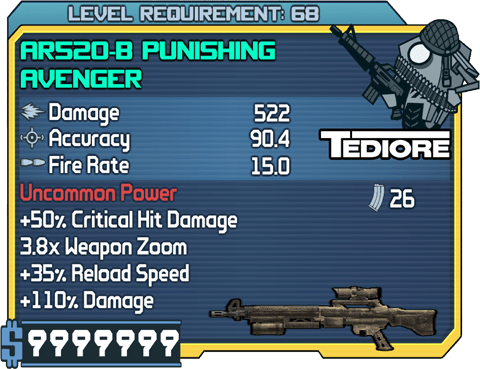 LEVEL REQUIREMENT: 68
AR520-B PUNISHING
AVENGER
Damage 522
Accuracy 90.4
Fire Rate 15.0
TEDIORE
Uncommon Power
26
+50% Critical Hit Damage
3.8x Weapon Zoom
+35% Reload Speed
+110% Damage
$ 9999999